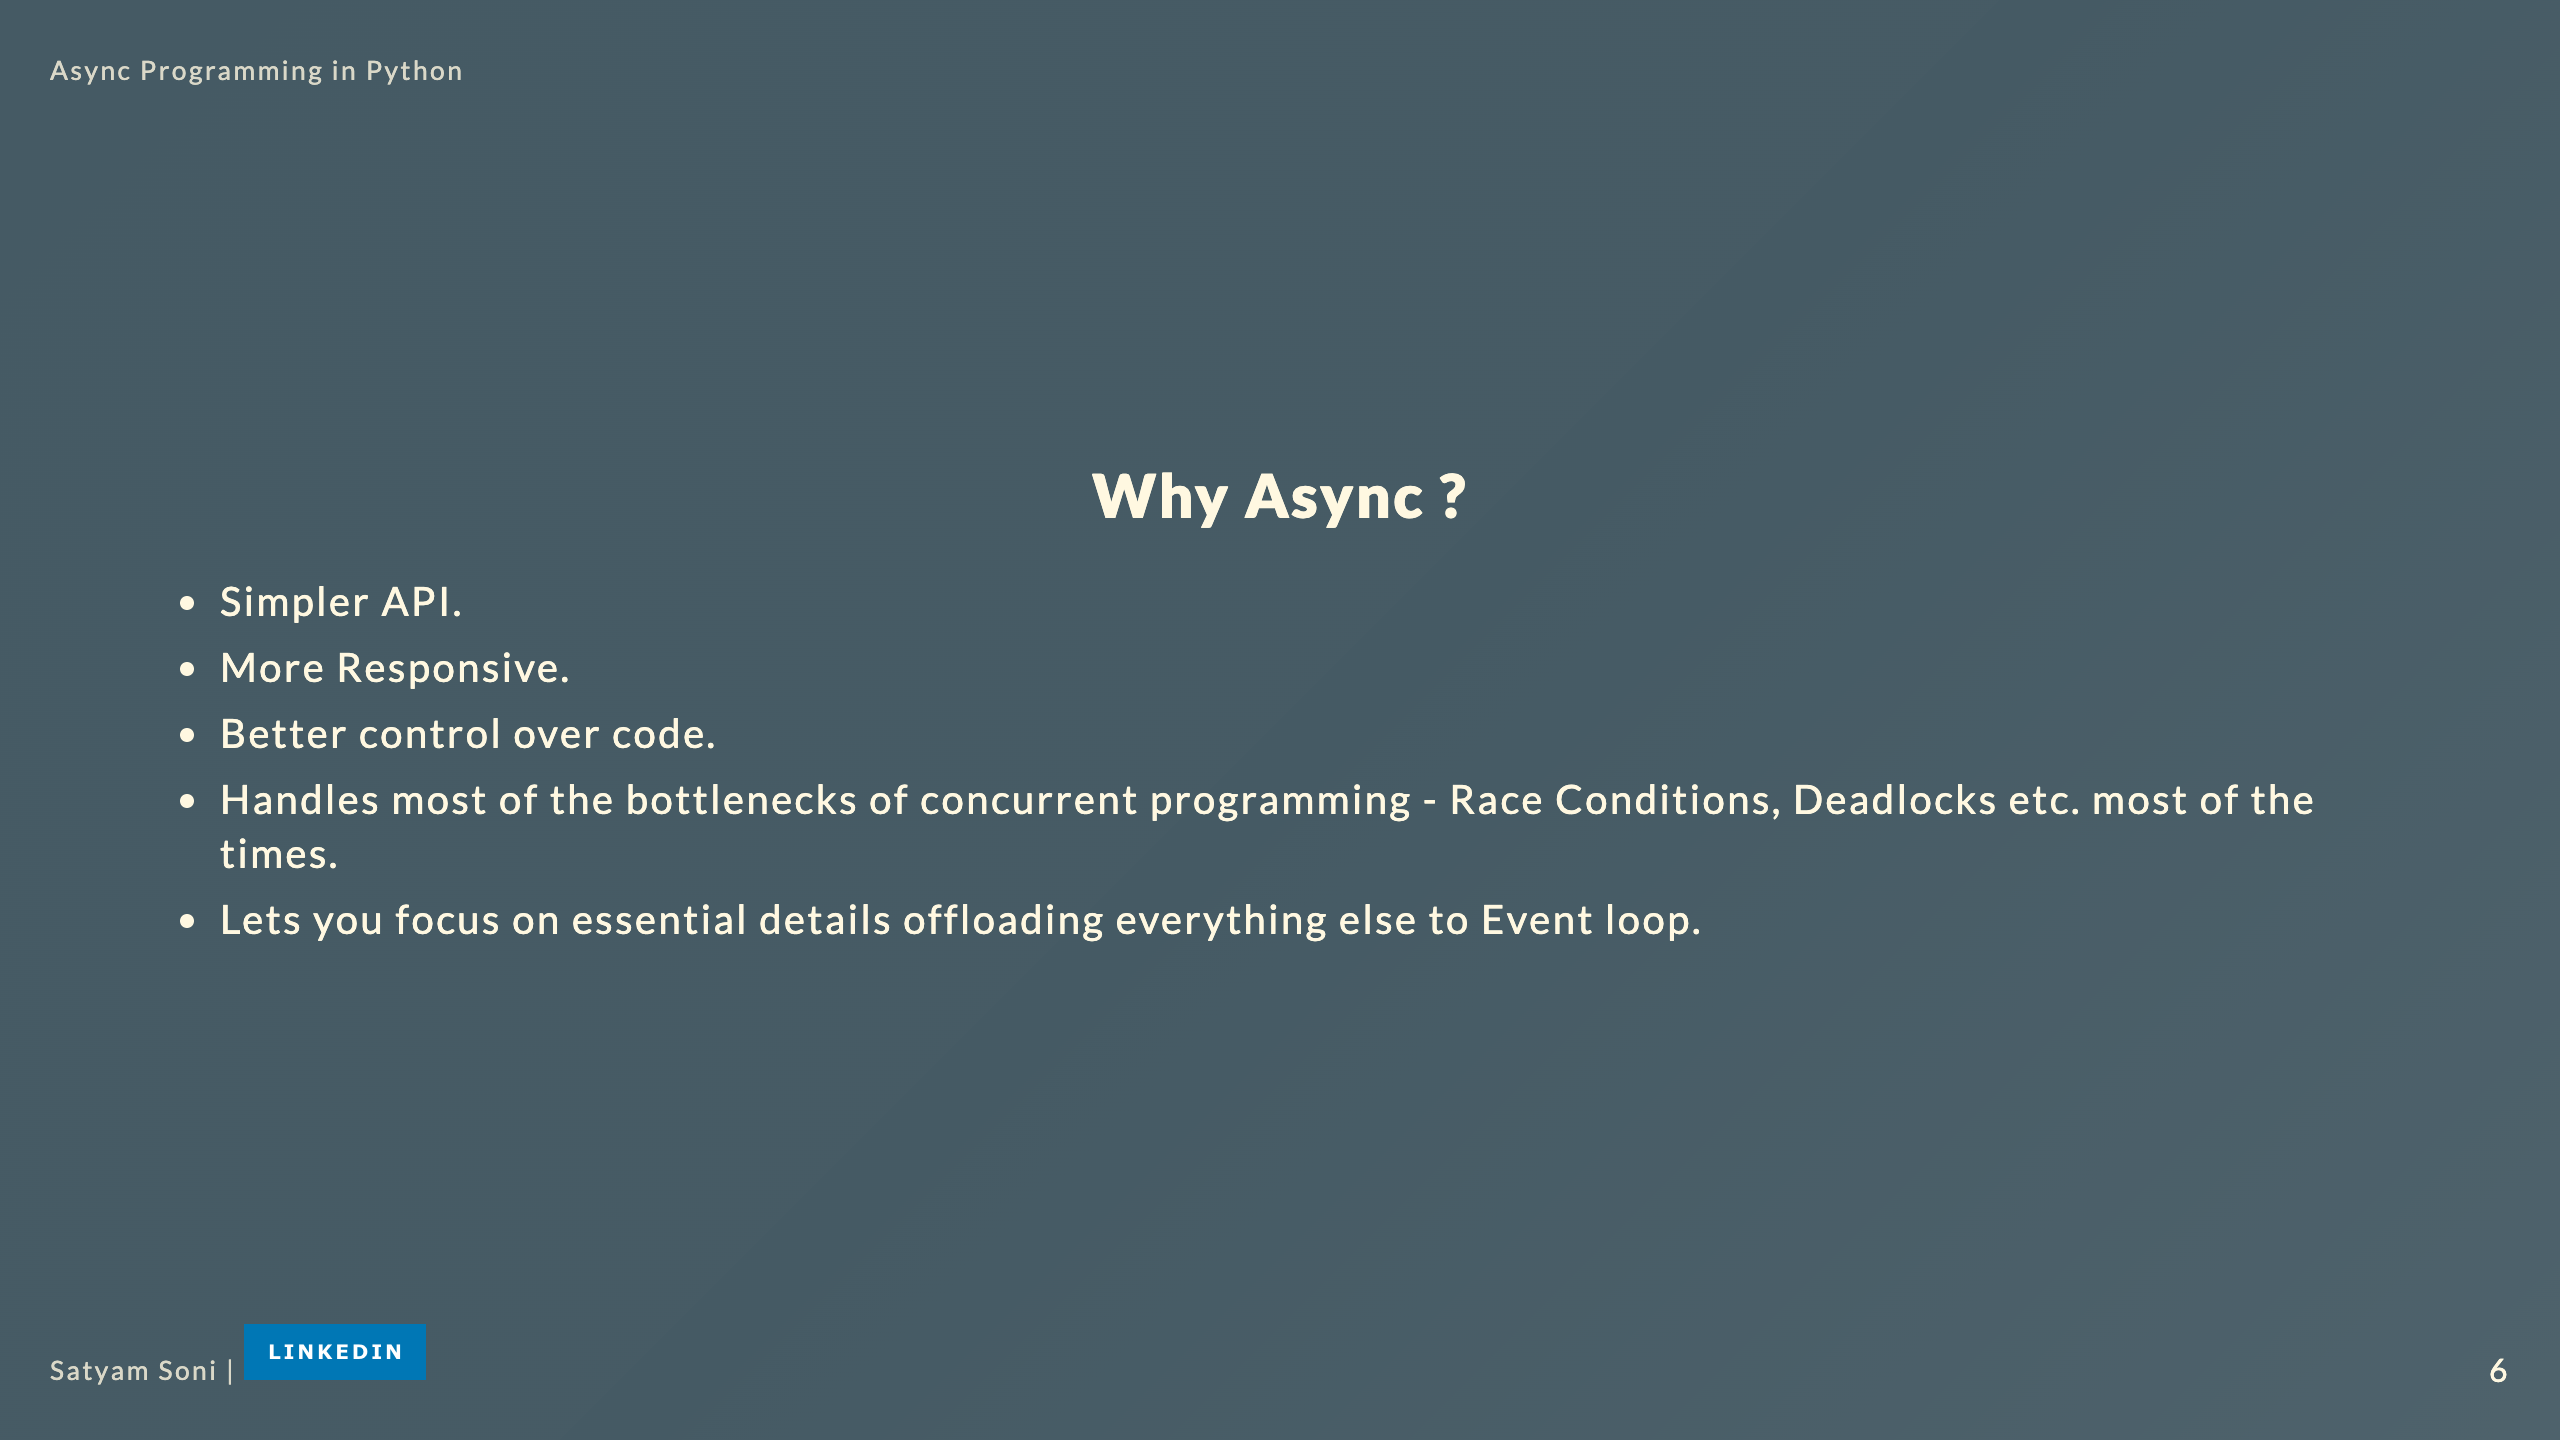 Async Programming in Python
Why Async ?
• Simpler API.
• More Responsive.
• Better control over code.
• Handles most of the bottlenecks of concurrent programming - Race Conditions, Deadlocks etc. most of the
times.
• Lets you focus on essential details offloading everything else to Event loop.
Satyam Soni | LINKEDIN
6